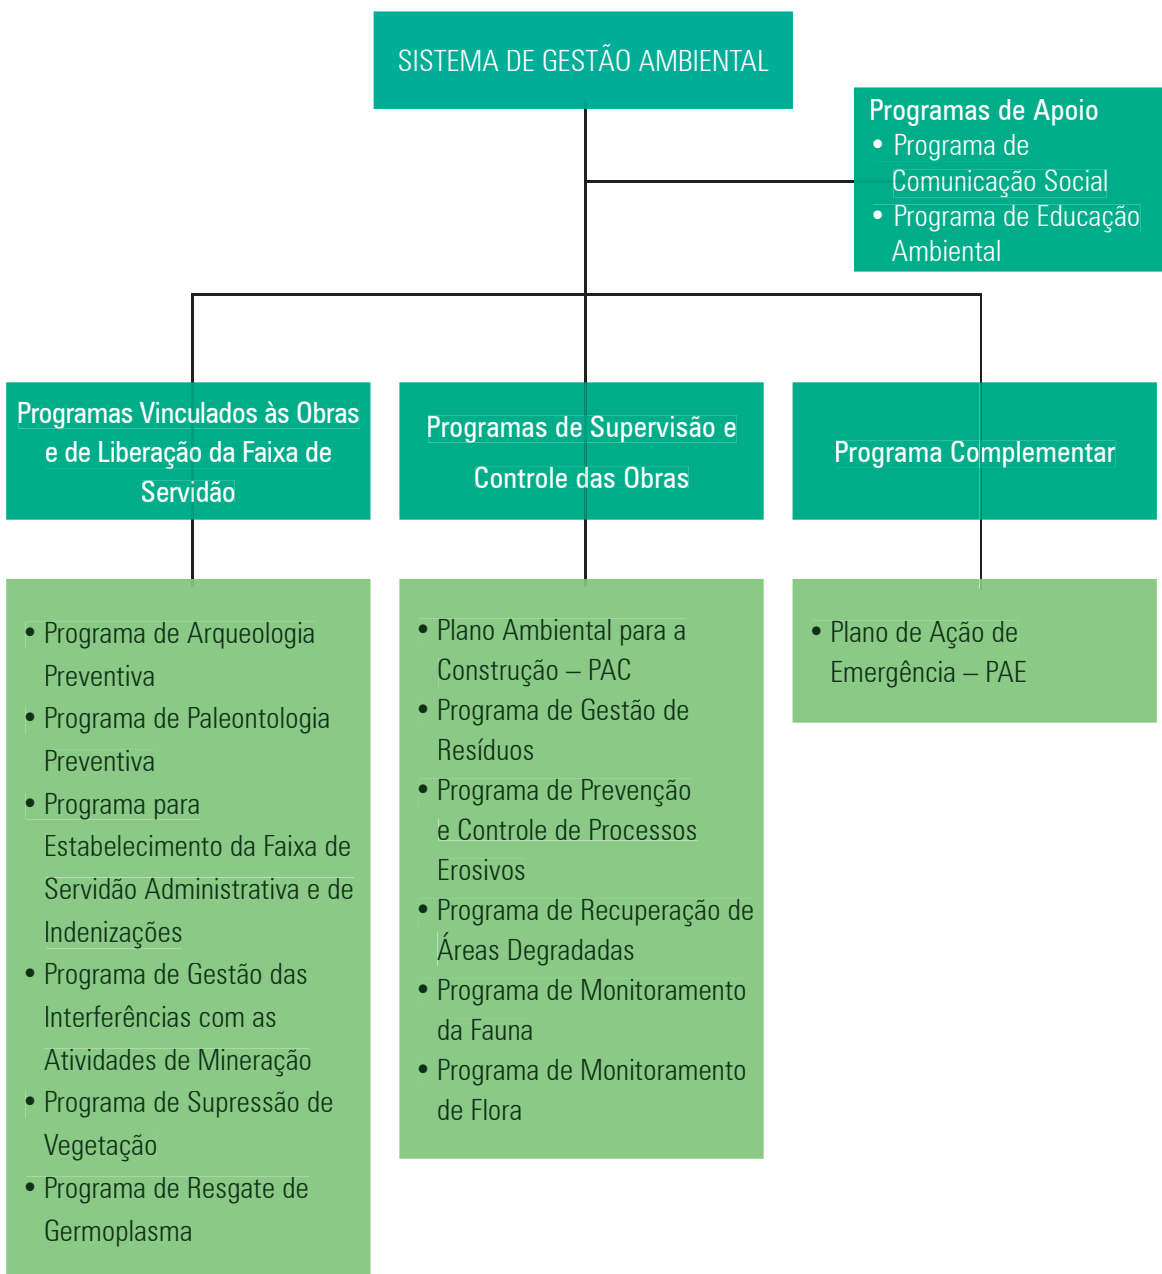 SISTEMA DE GESTÃO AMBIENTAL
Programas de Apoio
• Programa de
Comunicação Social
• Programa de Educação
Ambiental
Programas Vinculados às Obras
e de Liberação da Faixa de
Servidão
Programas de Supervisão e
Controle das Obras
Programa Complementar
• Programa de Arqueologia
Preventiva
• Programa de Paleontologia
Preventiva
• Programa para
Estabelecimento da Faixa de
Servidão Administrativa e de
Indenizações
• Programa de Gestão das
Interferências com as
Atividades de Mineração
• Programa de Supressão de
Vegetação
• Programa de Resgate de
Germoplasma
• Plano Ambiental para a
Construção – PAC
• Programa de Gestão de
Resíduos
• Programa de Prevenção
e Controle de Processos
Erosivos
• Programa de Recuperação de
Áreas Degradadas
• Programa de Monitoramento
da Fauna
• Programa de Monitoramento
de Flora
• Plano de Ação de
Emergência – PAE